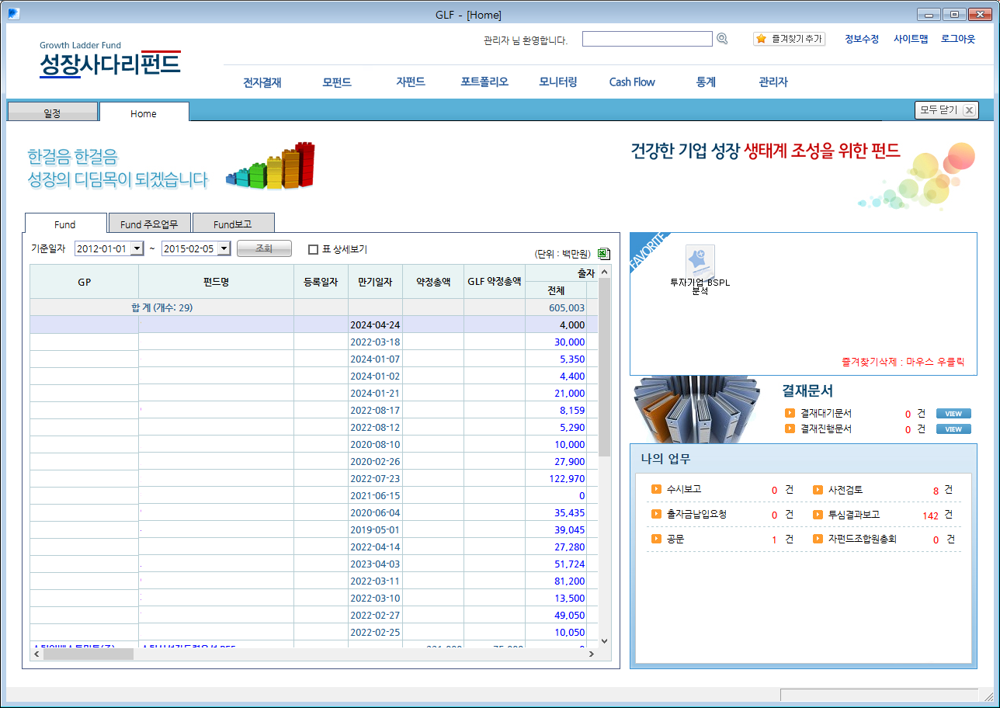 GLF - [Home]
Growth Ladder Fund
성장사다리펀드
관리자 님 환영합니다.
즐겨찾기 추가
정보수정 사이트맵 로그아웃
전자결재 모펀드 자펀드 포트폴리오 모니터링 Cash Flow 통계 관리자
일정 Home 모두 닫기
한걸음 한걸음
성장의 디딤목이 되겠습니다
건강한 기업 성장 생태계 조성을 위한 펀드
Fund Fund 주요업무 Fund보고
기준일자 2012-01-01 ~ 2015-02-05 조회 표 상세보기
(단위 : 백만원)
GP 펀드명 등록일자 만기일자 약정총액 GLF 약정총액 출자
전체
합 계 (개수: 29) 605,003
2024-04-24 4,000
2022-03-18 30,000
2024-01-07 5,350
2024-01-02 4,400
2024-01-21 21,000
2022-08-17 8,159
2022-08-12 5,290
2020-08-10 10,000
2020-02-26 27,900
2022-07-23 122,970
2021-06-15 0
2020-06-04 35,435
2019-05-01 39,045
2022-04-14 27,280
2023-04-03 51,724
2022-03-11 81,200
2022-03-10 13,500
2022-02-27 49,050
2022-02-25 10,050
FAVORITE
투자기업 BSPL
분석
즐겨찾기삭제 : 마우스 우클릭
결재문서
결재대기문서 0 건 VIEW
결재진행문서 0 건 VIEW
나의 업무
수시보고 0 건 사전검토 8 건
출자금납입요청 0 건 투심결과보고 142 건
공문 1 건 자펀드조합원총회 0 건